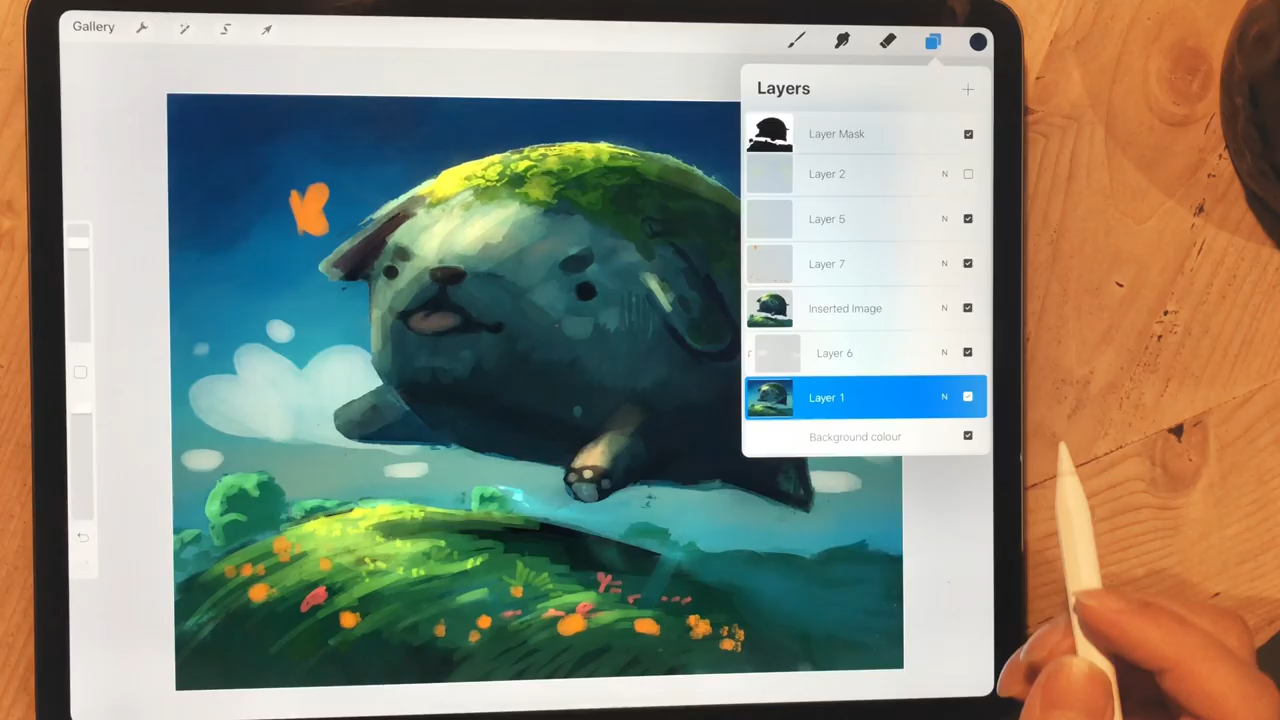 Gallery
Layers
Layer Mask
Layer 2 N
Layer 5 N
Layer 7 N
Inserted Image N
Layer 6 N
Layer 1 N
Background colour